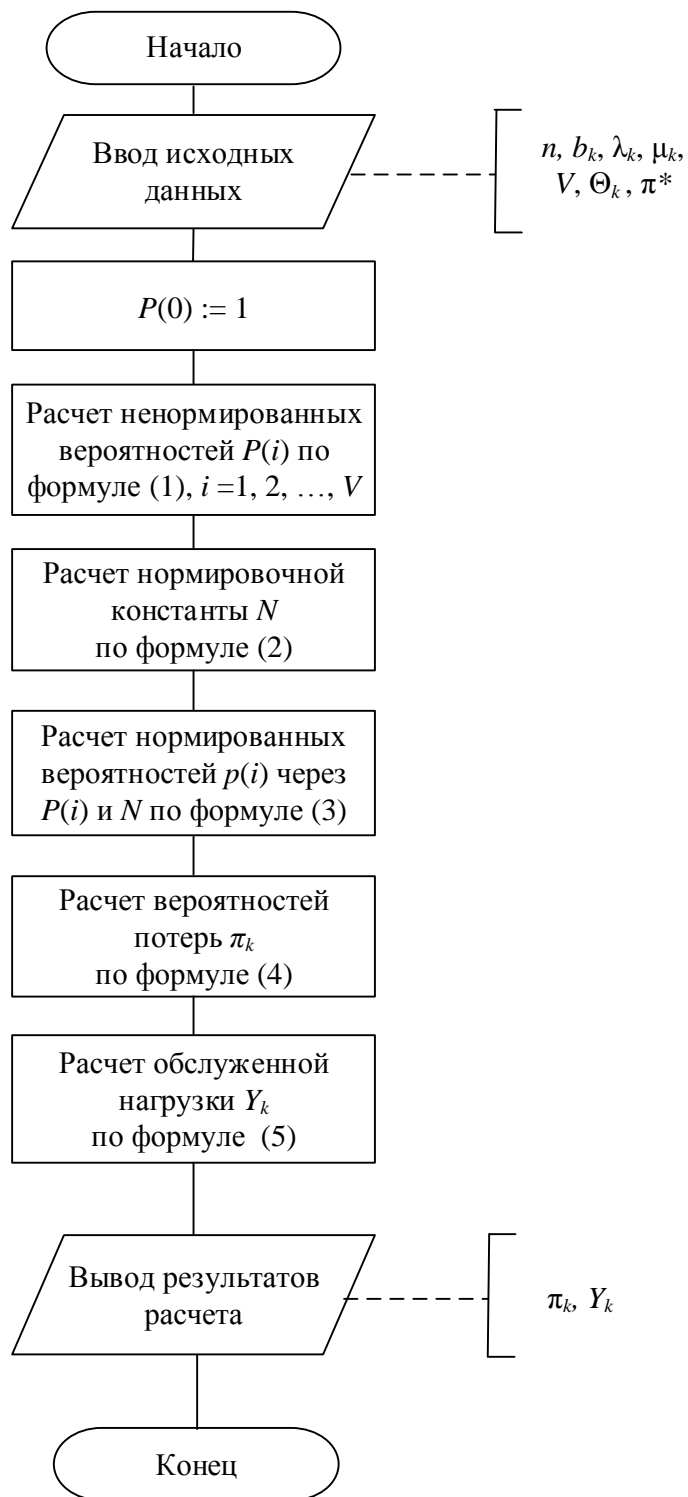 Начало
Ввод исходных
данных
n, bₖ, λₖ, μₖ,
V, Θₖ, π*
P(0) := 1
Расчет ненормированных
вероятностей P(i) по
формуле (1), i =1, 2, …, V
Расчет нормировочной
константы N
по формуле (2)
Расчет нормированных
вероятностей p(i) через
P(i) и N по формуле (3)
Расчет вероятностей
потерь πₖ
по формуле (4)
Расчет обслуженной
нагрузки Yₖ
по формуле (5)
Вывод результатов
расчета
πₖ, Yₖ
Конец